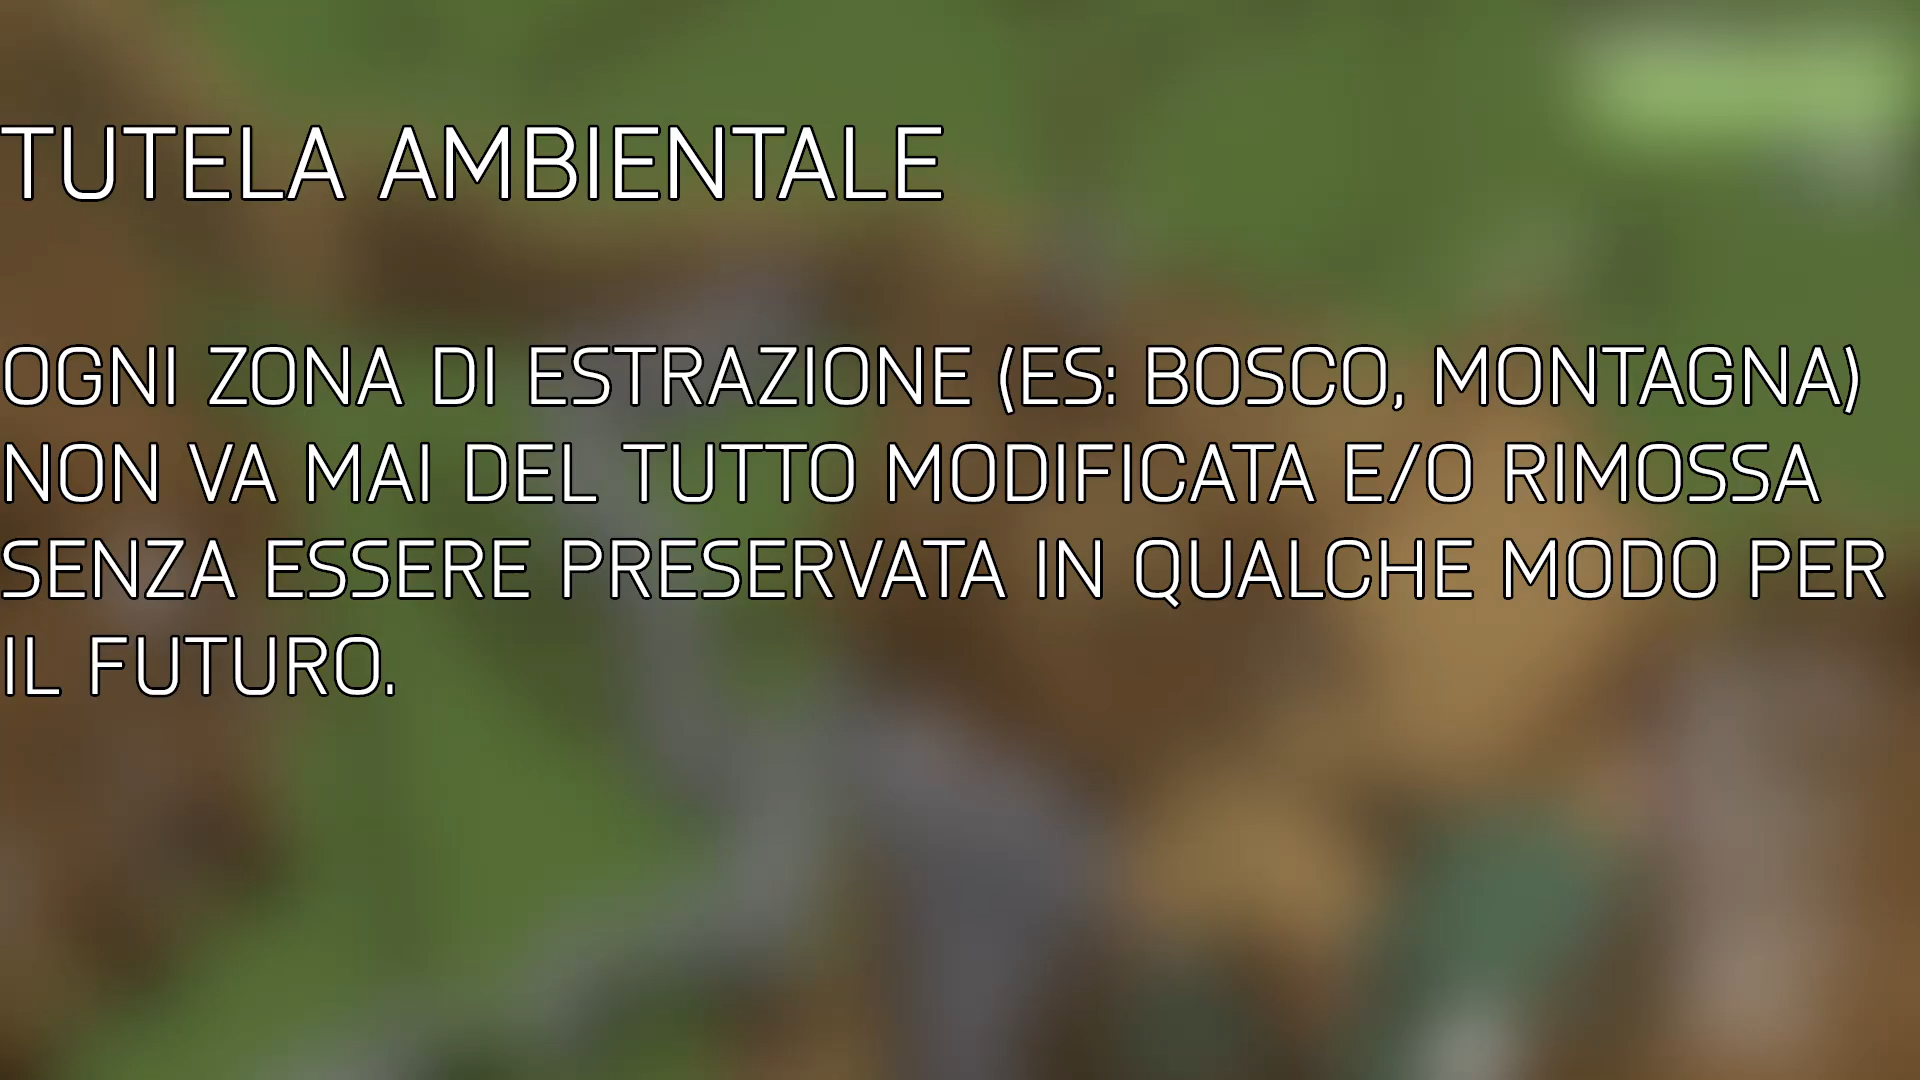 TUTELA AMBIENTALE
OGNI ZONA DI ESTRAZIONE (ES: BOSCO, MONTAGNA)
NON VA MAI DEL TUTTO MODIFICATA E/O RIMOSSA
SENZA ESSERE PRESERVATA IN QUALCHE MODO PER
IL FUTURO.